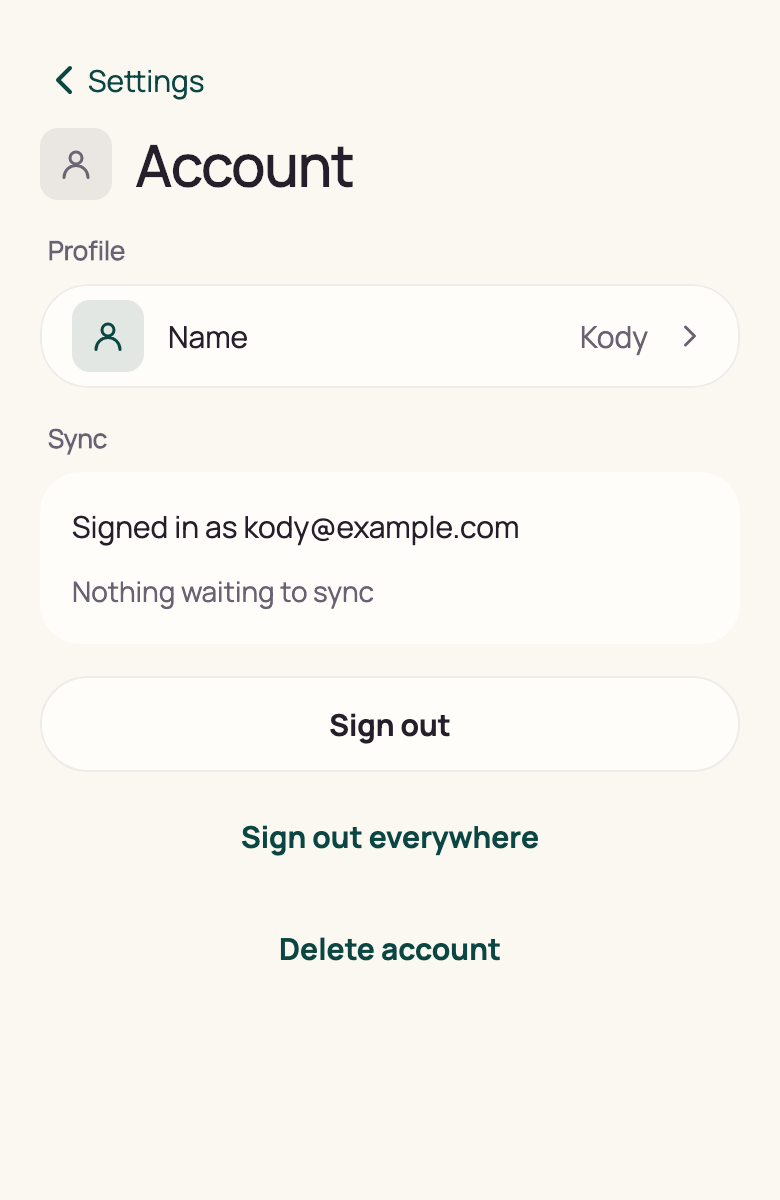 Settings
Account
Profile
Name Kody
Sync
Signed in as kody@example.com
Nothing waiting to sync
Sign out
Sign out everywhere
Delete account